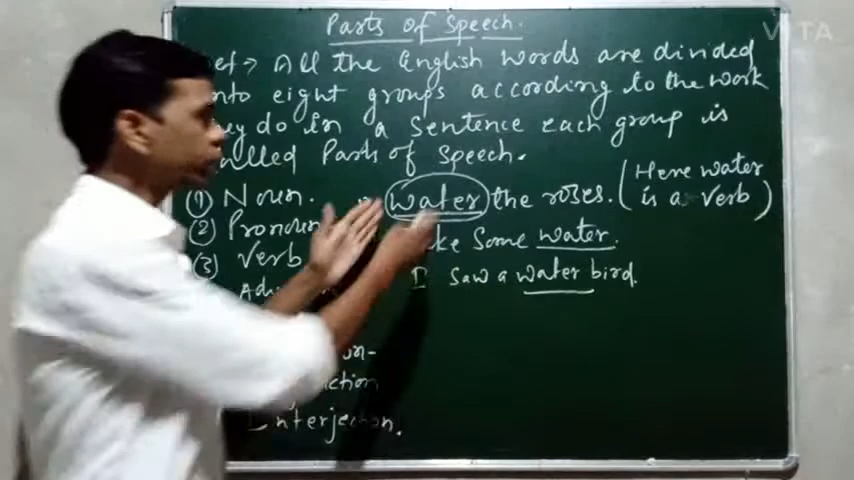 Parts of Speech.
All the English words are divided
into eight groups according to the work
they do in a sentence each group is
called Parts of Speech.
(1) Noun. water the roses. (Here water is a verb)
(2) Pronoun some water.
(3) Verb I saw a water bird.
Interjection.
VITA